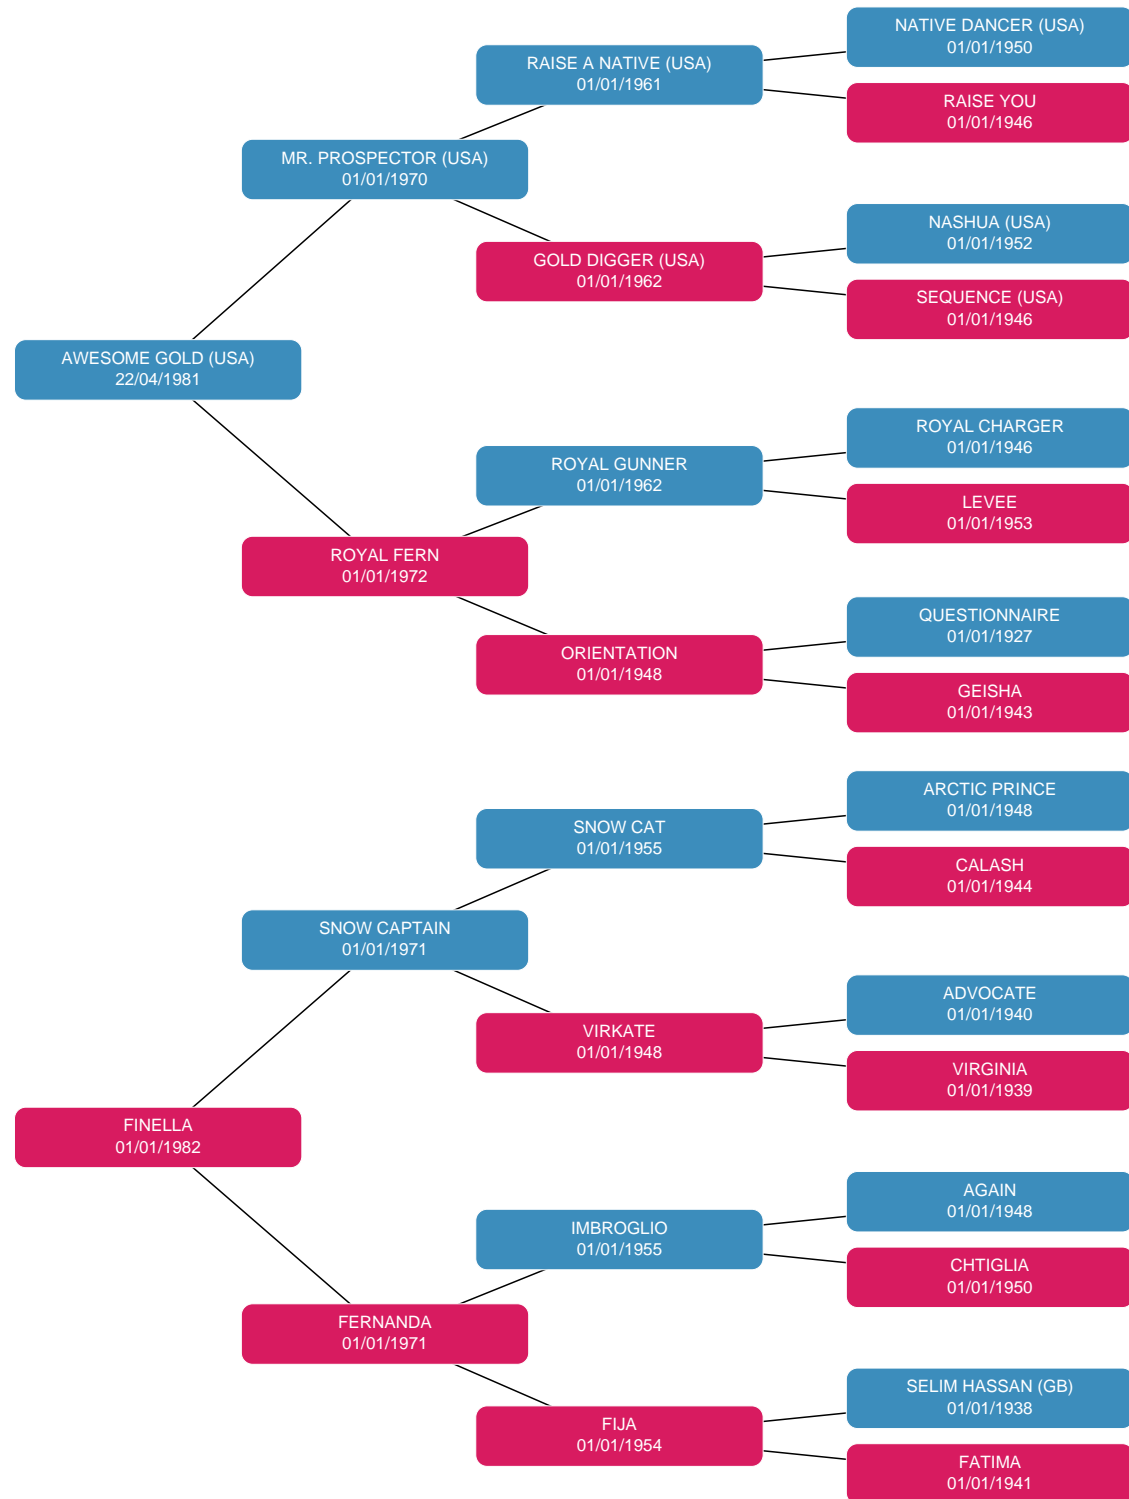 NATIVE DANCER (USA)
01/01/1950
RAISE A NATIVE (USA)
01/01/1961
RAISE YOU
01/01/1946
MR. PROSPECTOR (USA)
01/01/1970
NASHUA (USA)
01/01/1952
GOLD DIGGER (USA)
01/01/1962
SEQUENCE (USA)
01/01/1946
AWESOME GOLD (USA)
22/04/1981
ROYAL CHARGER
01/01/1946
ROYAL GUNNER
01/01/1962
LEVEE
01/01/1953
ROYAL FERN
01/01/1972
QUESTIONNAIRE
01/01/1927
ORIENTATION
01/01/1948
GEISHA
01/01/1943
ARCTIC PRINCE
01/01/1948
SNOW CAT
01/01/1955
CALASH
01/01/1944
SNOW CAPTAIN
01/01/1971
ADVOCATE
01/01/1940
VIRKATE
01/01/1948
VIRGINIA
01/01/1939
FINELLA
01/01/1982
AGAIN
01/01/1948
IMBROGLIO
01/01/1955
CHTIGLIA
01/01/1950
FERNANDA
01/01/1971
SELIM HASSAN (GB)
01/01/1938
FIJA
01/01/1954
FATIMA
01/01/1941